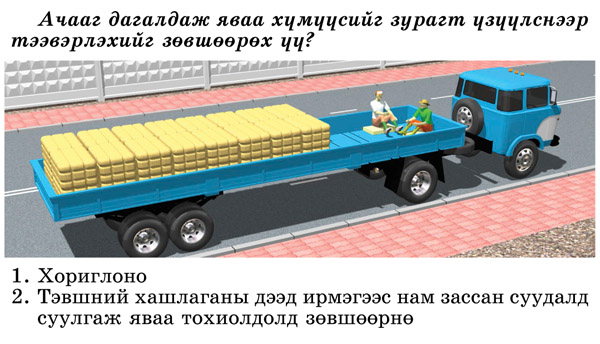 Ачааг дагалдаж яваа хүмүүсийг зурагт үзүүлснээр
тээвэрлэхийг зөвшөөрөх үү?
1. Хориглоно
2. Тэвшний хашлаганы дээд ирмэгээс нам зассан суудалд
суулгаж яваа тохиолдолд зөвшөөрнө